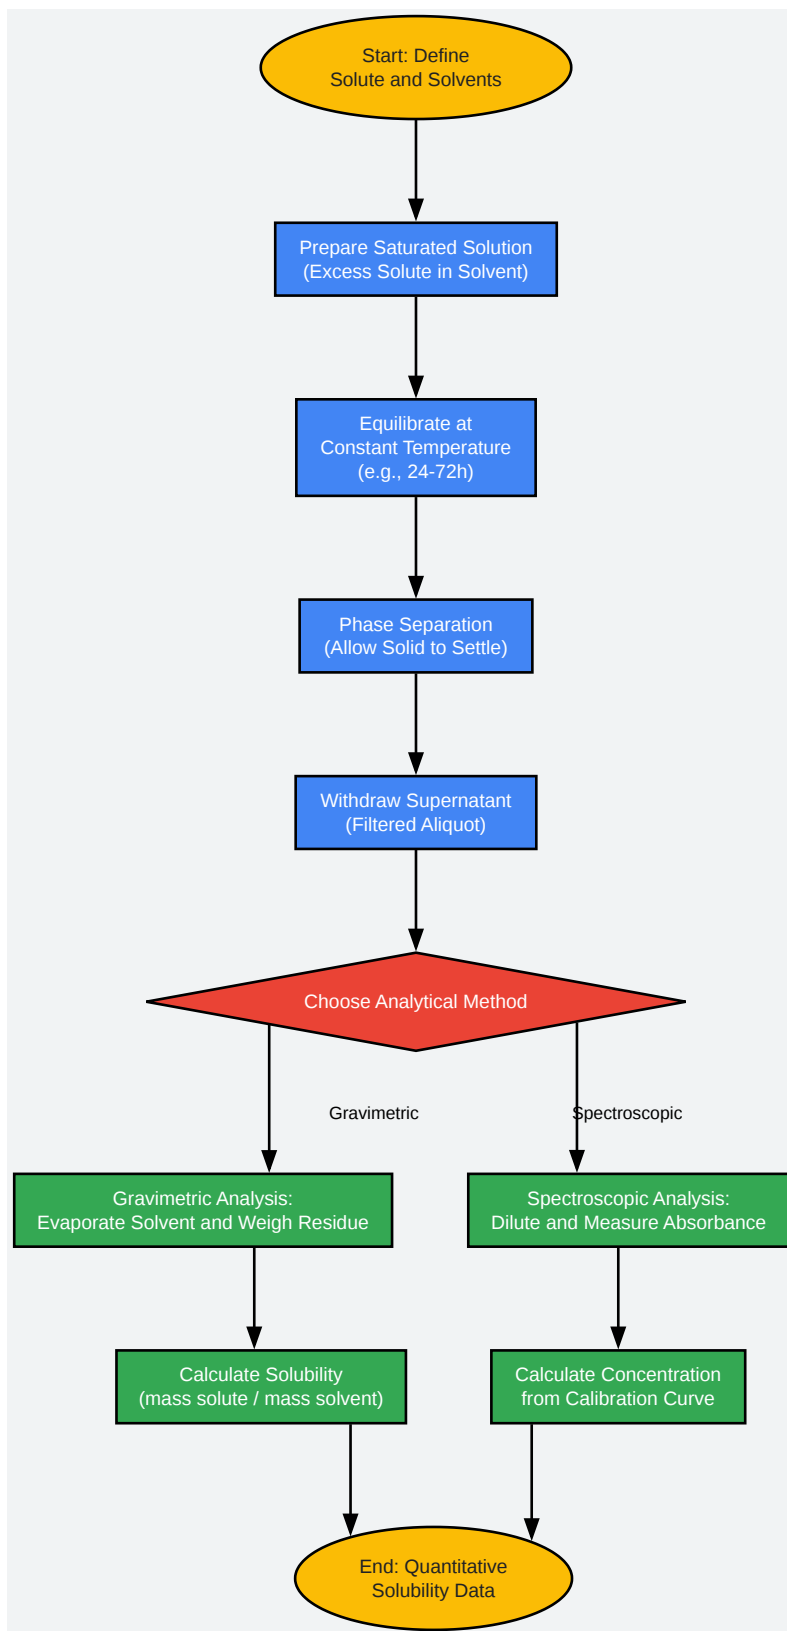 Start: Define
Solute and Solvents
Prepare Saturated Solution
(Excess Solute in Solvent)
Equilibrate at
Constant Temperature
(e.g., 24-72h)
Phase Separation
(Allow Solid to Settle)
Withdraw Supernatant
(Filtered Aliquot)
Choose Analytical Method
Gravimetric
Spectroscopic
Gravimetric Analysis:
Evaporate Solvent and Weigh Residue
Spectroscopic Analysis:
Dilute and Measure Absorbance
Calculate Solubility
(mass solute / mass solvent)
Calculate Concentration
from Calibration Curve
End: Quantitative
Solubility Data